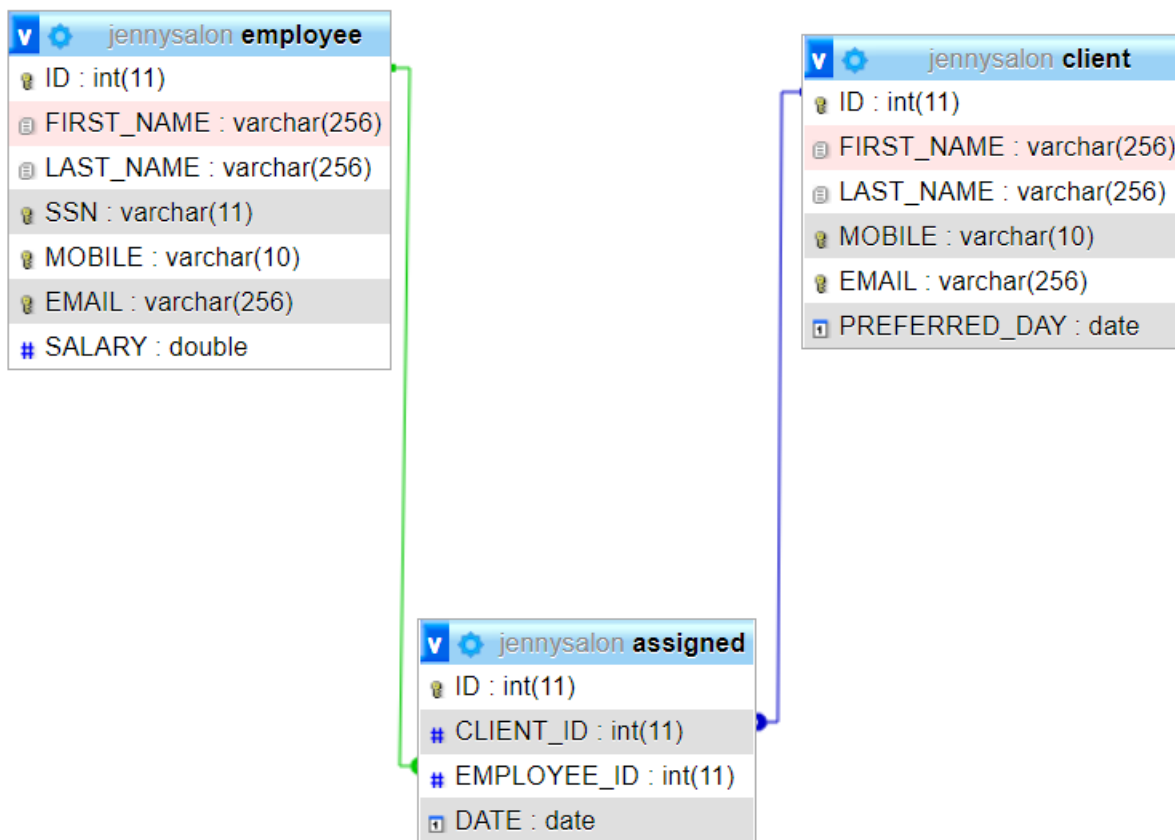 jennysalon employee
ID : int(11)
FIRST_NAME : varchar(256)
LAST_NAME : varchar(256)
SSN : varchar(11)
MOBILE : varchar(10)
EMAIL : varchar(256)
# SALARY : double
jennysalon client
ID : int(11)
FIRST_NAME : varchar(256)
LAST_NAME : varchar(256)
MOBILE : varchar(10)
EMAIL : varchar(256)
PREFERRED_DAY : date
jennysalon assigned
ID : int(11)
# CLIENT_ID : int(11)
# EMPLOYEE_ID : int(11)
DATE : date